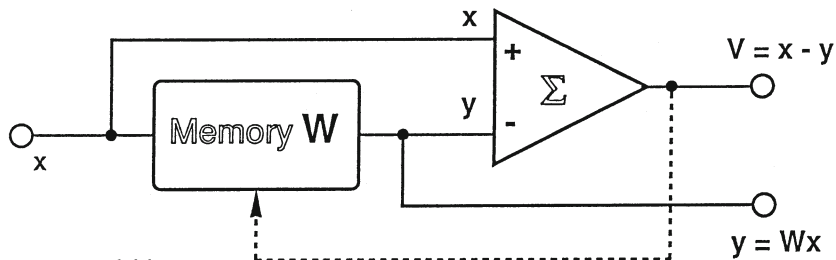 x
V = x - y
+
Σ
y
-
Memory W
x
y = Wx